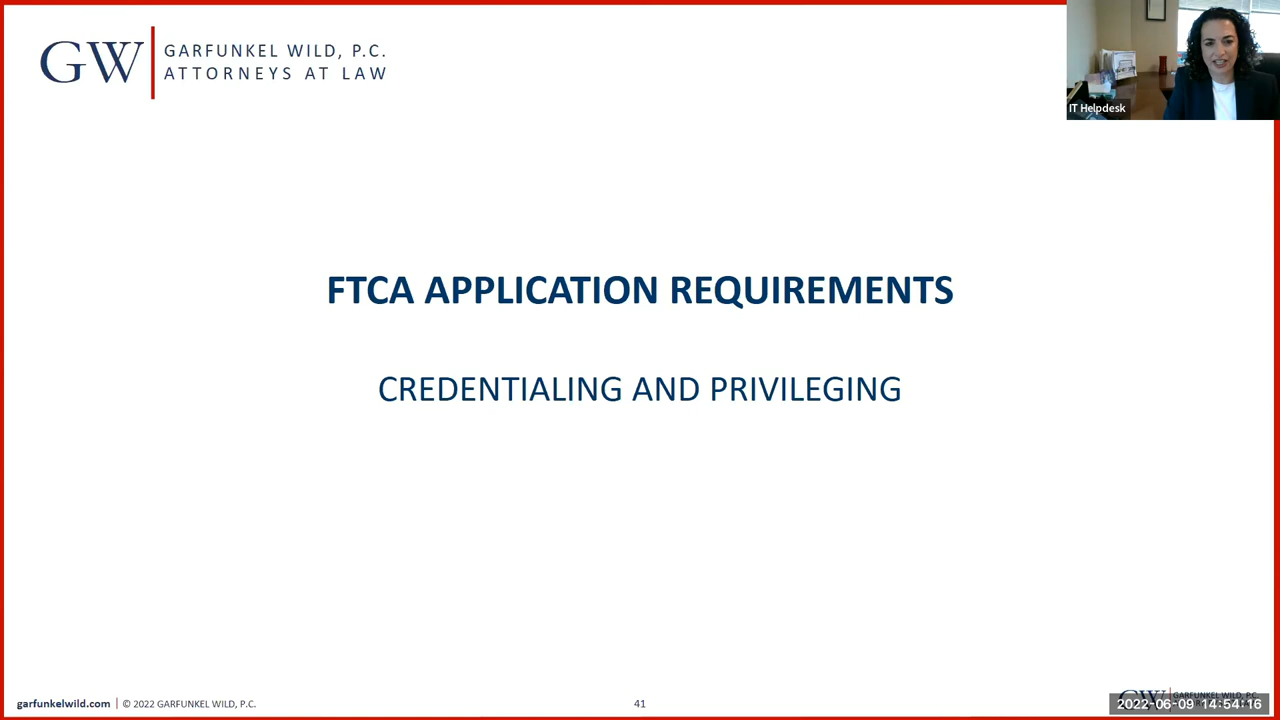 GW
GARFUNKEL WILD, P.C.
ATTORNEYS AT LAW
IT Helpdesk
FTCA APPLICATION REQUIREMENTS
CREDENTIALING AND PRIVILEGING
garfunkelwild.com | © 2022 GARFUNKEL WILD, P.C.
41
GW
2022-06-09 14:54:16